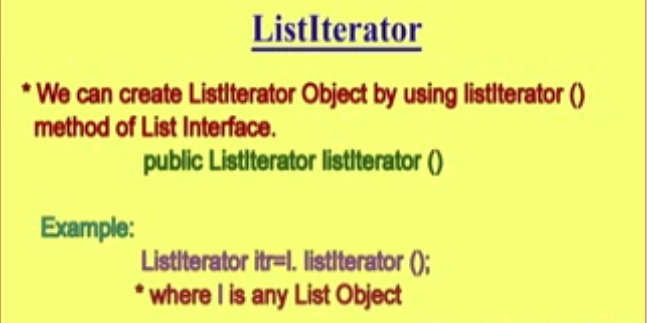 ListIterator
* We can create ListIterator Object by using listIterator ()
method of List Interface.
public ListIterator listIterator ()
Example:
ListIterator itr=l. listIterator ();
* where l is any List Object